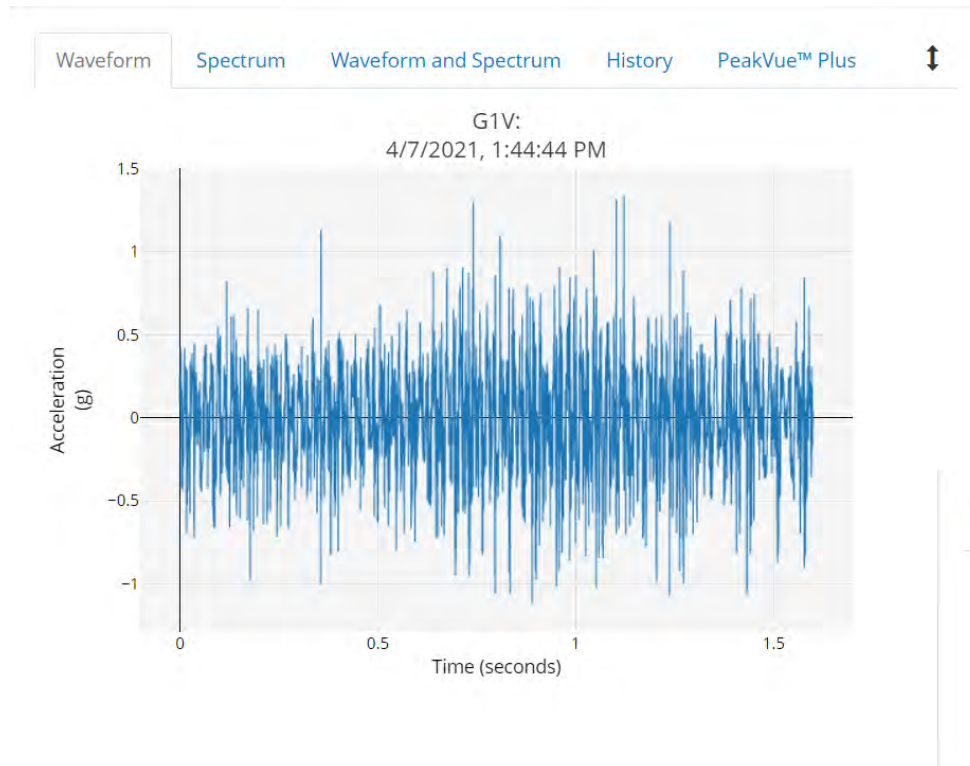 Waveform Spectrum Waveform and Spectrum History PeakVue™ Plus
G1V:
4/7/2021, 1:44:44 PM
1.5
1
0.5
0
−0.5
−1
Acceleration
(g)
0 0.5 1 1.5
Time (seconds)